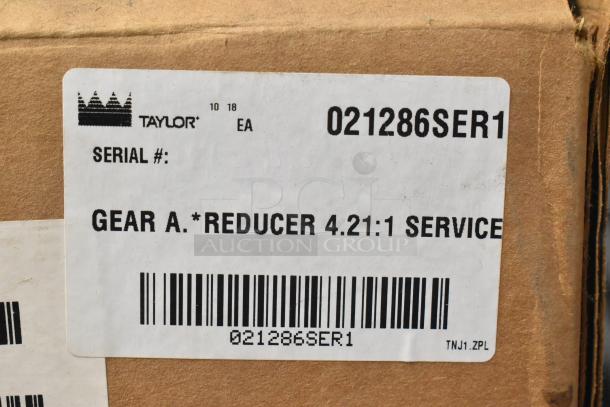 TAYLOR 10 18 EA 021286SER1
SERIAL #:
GEAR A.*REDUCER 4.21:1 SERVICE
PCi
AUCTION GROUP
021286SER1
TNJ1.ZPL